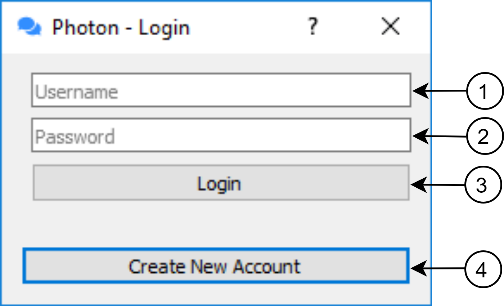 Photon - Login ?
Username 1
Password 2
Login 3
Create New Account 4